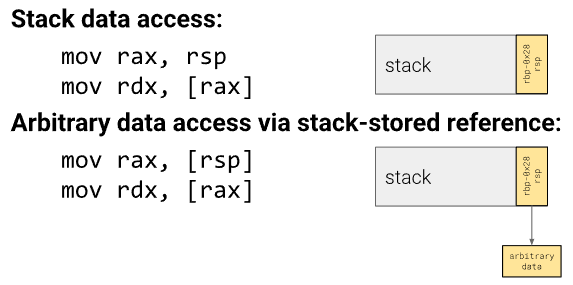 Stack data access:
mov rax, rsp
mov rdx, [rax]
stack
rbp-0x28
rsp
Arbitrary data access via stack-stored reference:
mov rax, [rsp]
mov rdx, [rax]
stack
rbp-0x28
rsp
arbitrary
data